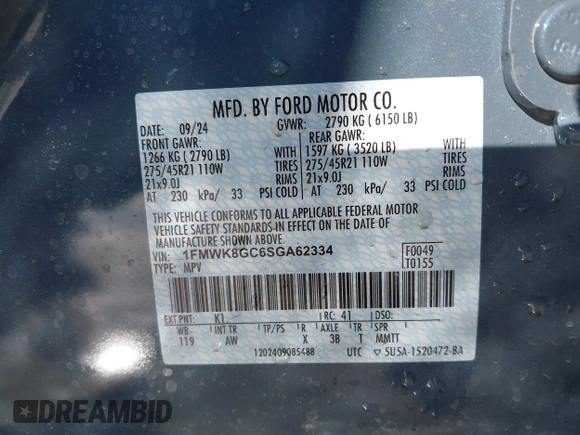 MFD. BY FORD MOTOR CO.
DATE: 09/24 GVWR: 2790 KG ( 6150 LB)
FRONT GAWR: REAR GAWR:
1266 KG ( 2790 LB) WITH 1597 KG ( 3520 LB) WITH
275/45R21 110W TIRES 275/45R21 110W TIRES
21x9.0J RIMS 21x9.0J RIMS
AT 230 kPa/ 33 PSI COLD AT 230 kPa/ 33 PSI COLD
THIS VEHICLE CONFORMS TO ALL APPLICABLE FEDERAL MOTOR
VEHICLE SAFETY STANDARDS IN EFFECT ON THE DATE OF
MANUFACTURE SHOWN ABOVE.
VIN: 1FMWK8GC6SGA62334 F0049
TYPE: MPV T0155
EXT PNT: K1 RC: 41 DSO:
WB INT TR TP/PS R AXLE TR SPR
119 AW X 3B T MMTT
1202409085488 UTC 5U5A-1520472-BA
DREAMBID